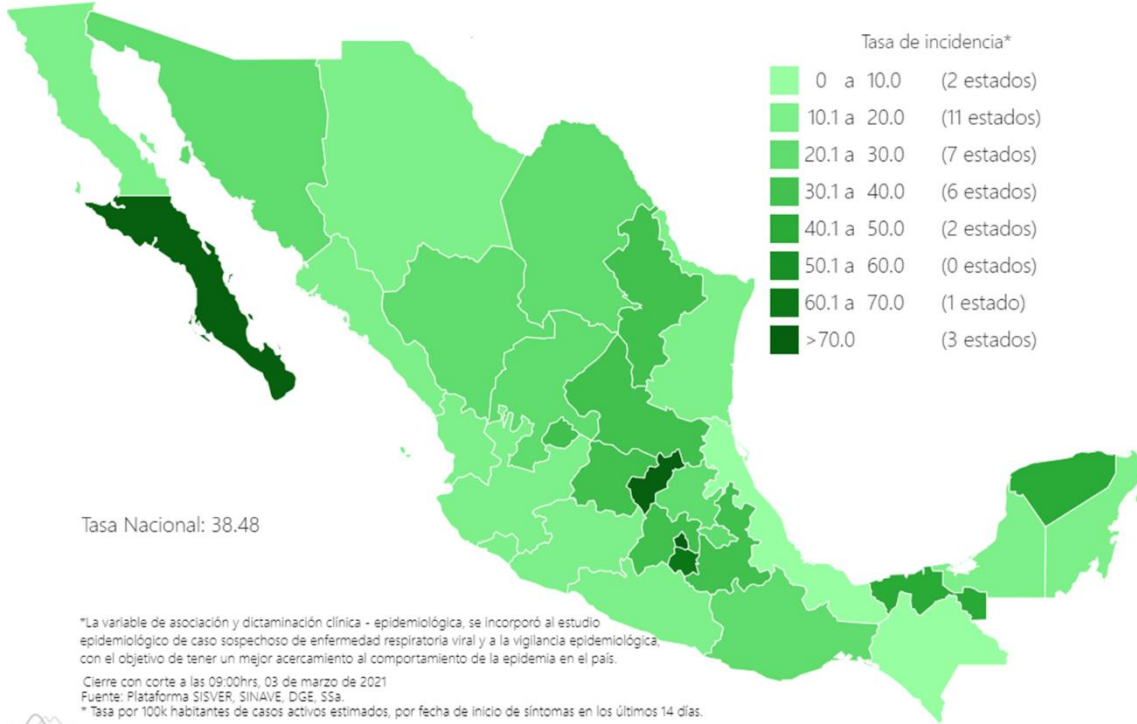 Tasa de incidencia*
0 a 10.0 (2 estados)
10.1 a 20.0 (11 estados)
20.1 a 30.0 (7 estados)
30.1 a 40.0 (6 estados)
40.1 a 50.0 (2 estados)
50.1 a 60.0 (0 estados)
60.1 a 70.0 (1 estado)
>70.0 (3 estados)
Tasa Nacional: 38.48
*La variable de asociación y dictaminación clínica - epidemiológica, se incorporó al estudio
epidemiológico de caso sospechoso de enfermedad respiratoria viral y a la vigilancia epidemiológica,
con el objetivo de tener un mejor acercamiento al comportamiento de la epidemia en el país.
Cierre con corte a las 09:00hrs, 03 de marzo de 2021
Fuente: Plataforma SISVER, SINAVE, DGE, SSa.
* Tasa por 100k habitantes de casos activos estimados, por fecha de inicio de síntomas en los últimos 14 días.